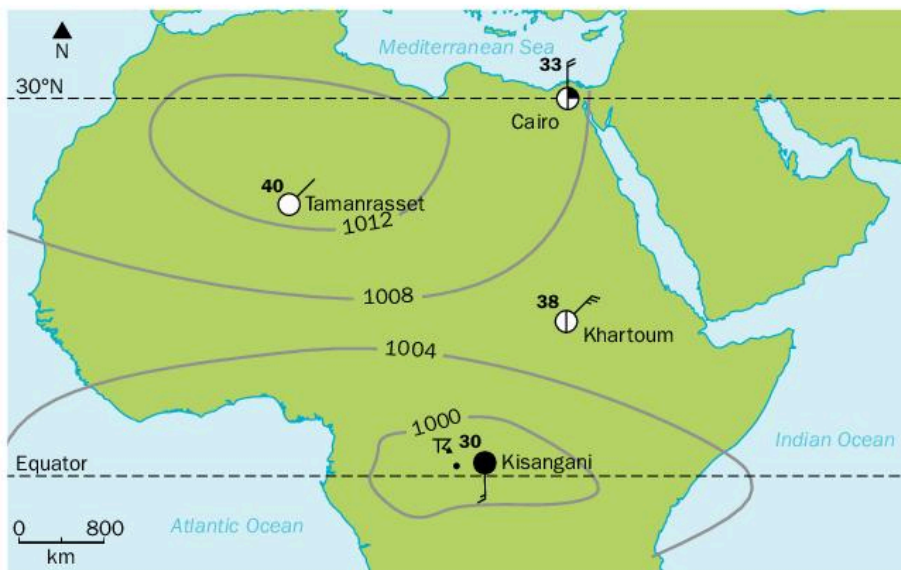 N
Mediterranean Sea
33
30°N
Cairo
40
Tamanrasset
1012
1008
38
Khartoum
1004
1000
30
Kisangani
Equator
Indian Ocean
Atlantic Ocean
0 800
km